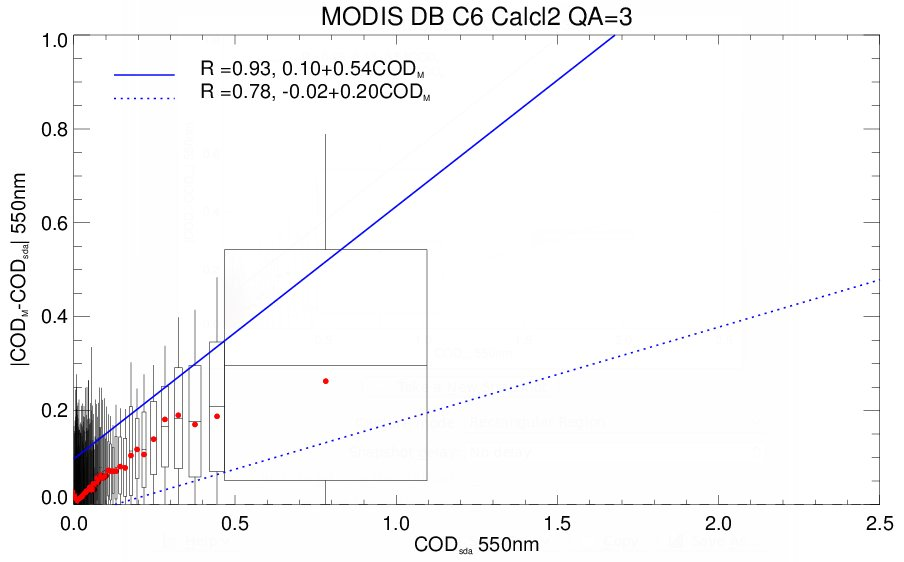 MODIS DB C6 Calcl2 QA=3
R =0.93, 0.10+0.54COD_M
R =0.78, -0.02+0.20COD_M
|COD_M-COD_sda| 550nm
1.0
0.8
0.6
0.4
0.2
0.0
0.0 0.5 1.0 1.5 2.0 2.5
COD_sda 550nm